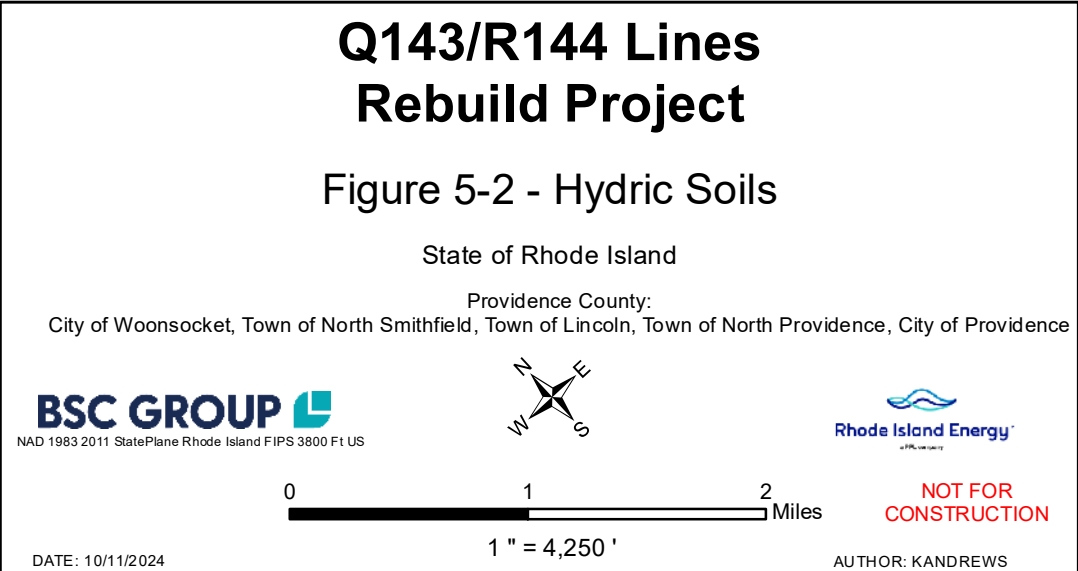 Q143/R144 Lines
Rebuild Project
Figure 5-2 - Hydric Soils
State of Rhode Island
Providence County:
City of Woonsocket, Town of North Smithfield, Town of Lincoln, Town of North Providence, City of Providence
N E
W S
BSC GROUP
NAD 1983 2011 StatePlane Rhode Island FIPS 3800 Ft US
Rhode Island Energy
a PPL company
0 1 2
Miles
1 " = 4,250 '
NOT FOR
CONSTRUCTION
DATE: 10/11/2024
AUTHOR: KANDREWS